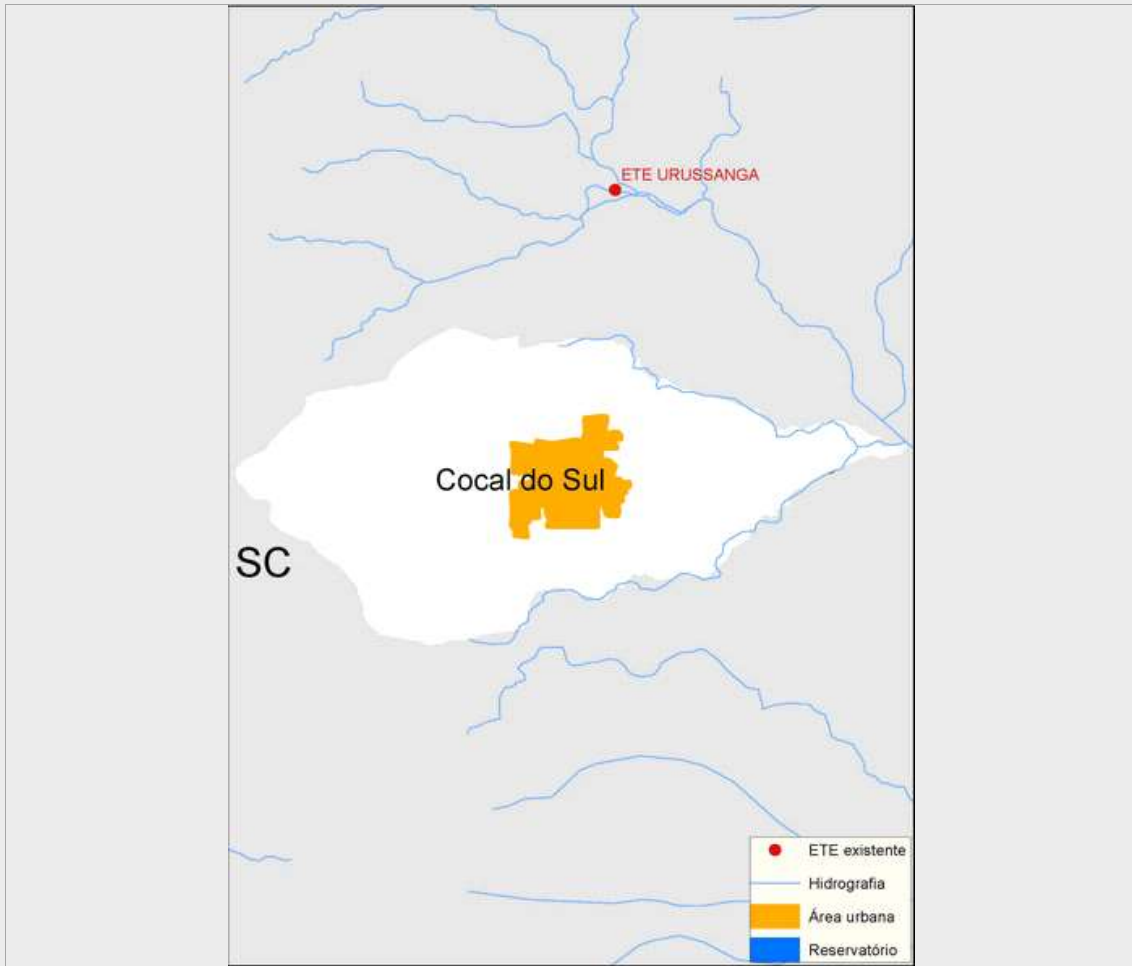 ETE URUSSANGA
Cocal do Sul
SC
ETE existente
Hidrografia
Área urbana
Reservatório